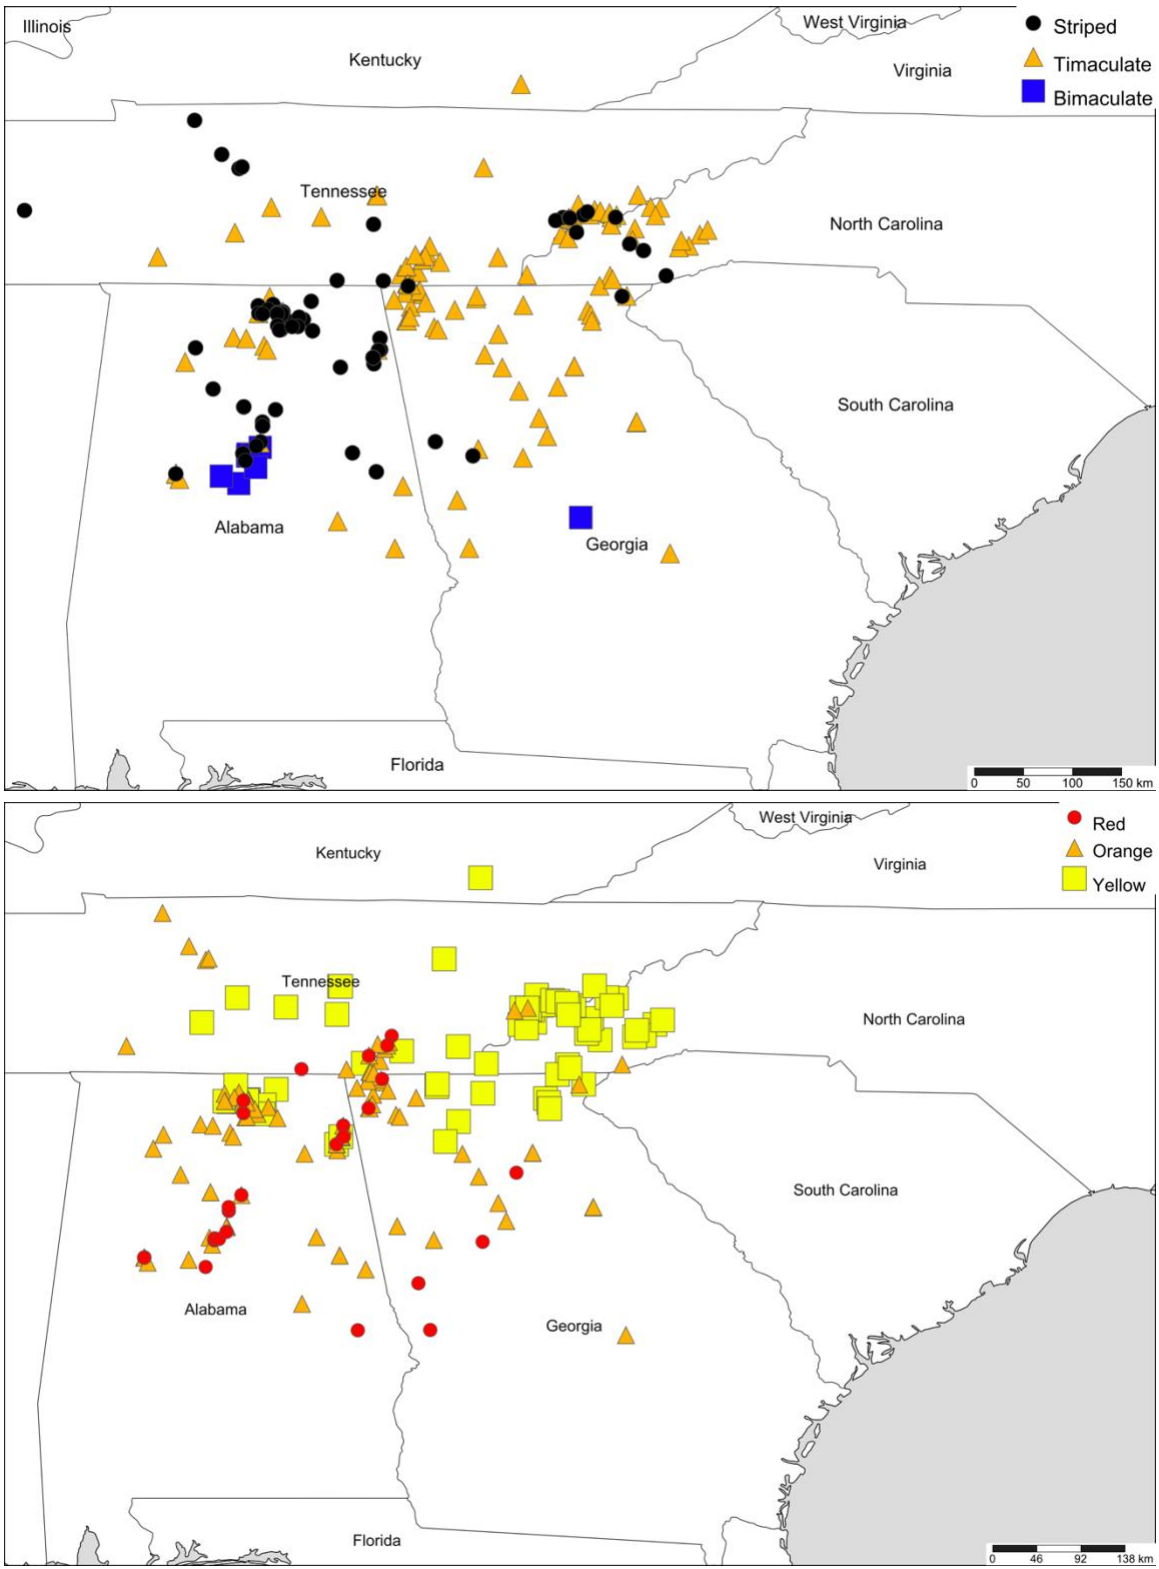 Illinois
West Virginia
Striped
Kentucky
Timaculate
Virginia
Bimaculate
Tennessee
North Carolina
South Carolina
Alabama
Georgia
Florida
0 50 100 150 km
West Virginia
Red
Kentucky
Orange
Virginia
Yellow
Tennessee
North Carolina
South Carolina
Alabama
Georgia
Florida
0 46 92 138 km